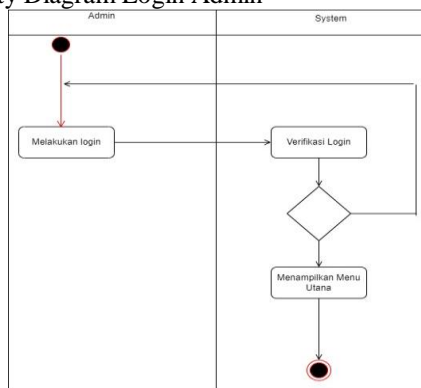 Diagram Login Admin
Admin
System
Melakukan login
Verifikasi Login
Menampilkan Menu
Utana